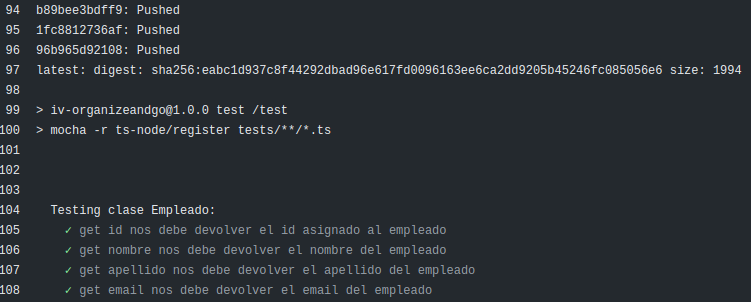 94 b89bee3bdff9: Pushed
95 1fc8812736af: Pushed
96 96b965d92108: Pushed
97 latest: digest: sha256:eabc1d937c8f44292dbad96e617fd0096163ee6ca2dd9205b45246fc085056e6 size: 1994
98
99 > iv-organizeandgo@1.0.0 test /test
100 > mocha -r ts-node/register tests/**/*.ts
101
102
103
104 Testing clase Empleado:
105 ✓ get id nos debe devolver el id asignado al empleado
106 ✓ get nombre nos debe devolver el nombre del empleado
107 ✓ get apellido nos debe devolver el apellido del empleado
108 ✓ get email nos debe devolver el email del empleado